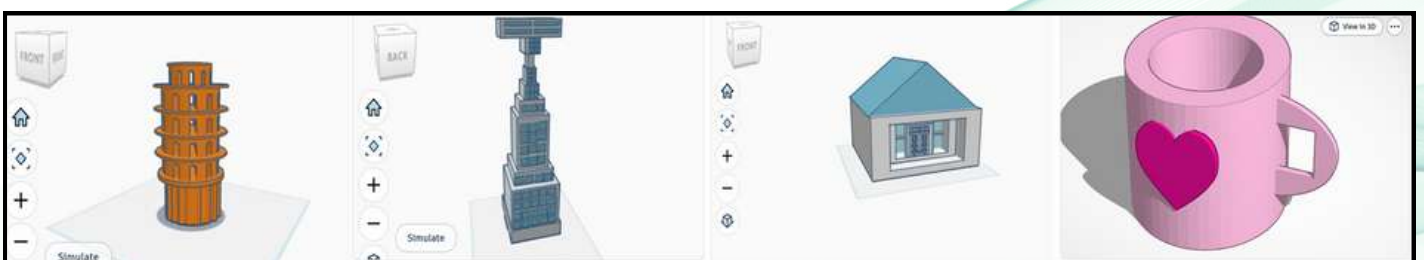 FRONT
Simulate
BACK
Simulate
FRONT
View in 3D